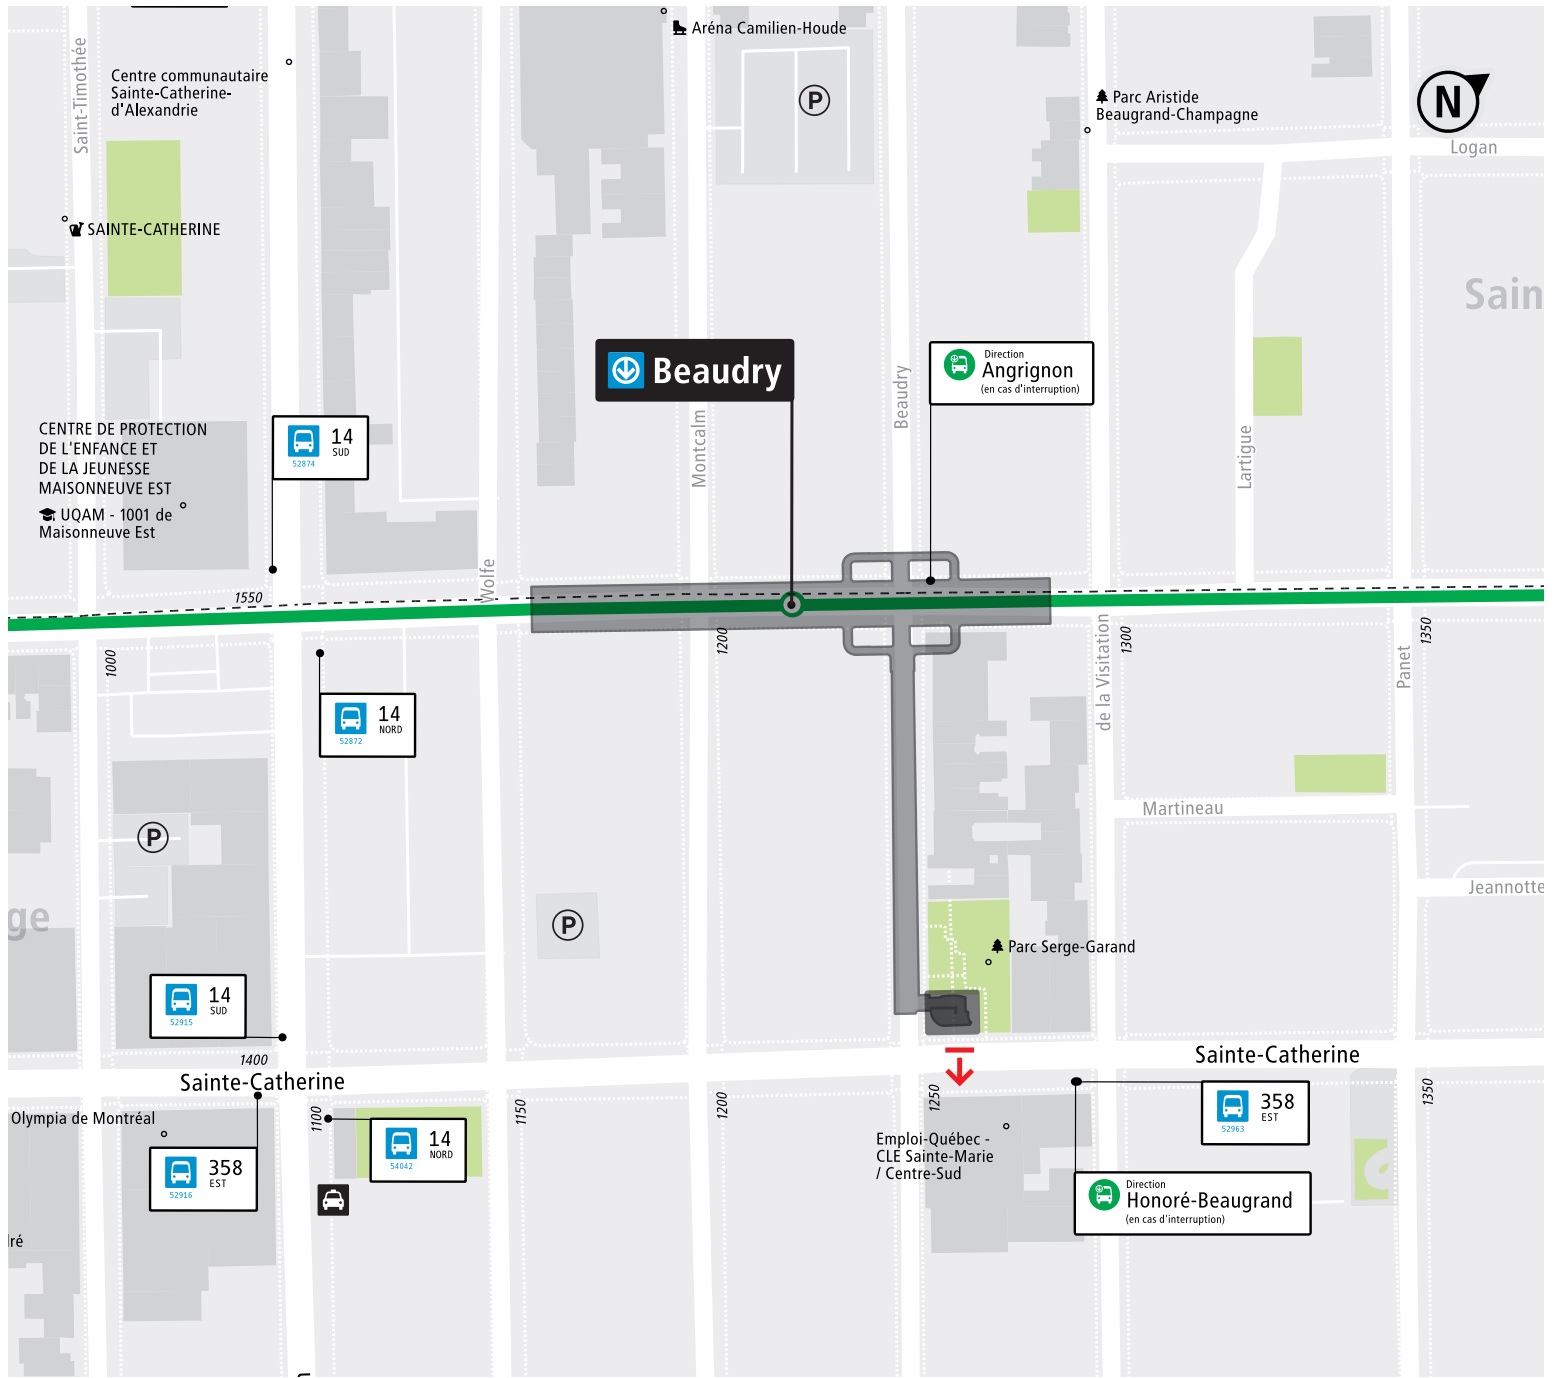 Aréna Camilien-Houde
Saint-Timothée
Centre communautaire
Sainte-Catherine-
d'Alexandrie
P
Parc Aristide
Beaugrand-Champagne
N
Logan
SAINTE-CATHERINE
Sain
Beaudry
Direction
Angrignon
(en cas d'interruption)
Beaudry
Montcalm
Lartigue
CENTRE DE PROTECTION
DE L'ENFANCE ET
DE LA JEUNESSE
MAISONNEUVE EST
UQAM - 1001 de
Maisonneuve Est
14
SUD
52874
Wolfe
1550
1000
1200
de la Visitation
1300
Panet
1350
14
NORD
52872
Martineau
P
ge
P
Jeannotte
Parc Serge-Garand
14
SUD
52915
1400
Sainte-Catherine
Sainte-Catherine
Olympia de Montréal
358
EST
52916
1100
14
NORD
54042
1150
1200
1250
1350
Emploi-Québec -
CLE Sainte-Marie
/ Centre-Sud
358
EST
52963
Direction
Honoré-Beaugrand
(en cas d'interruption)